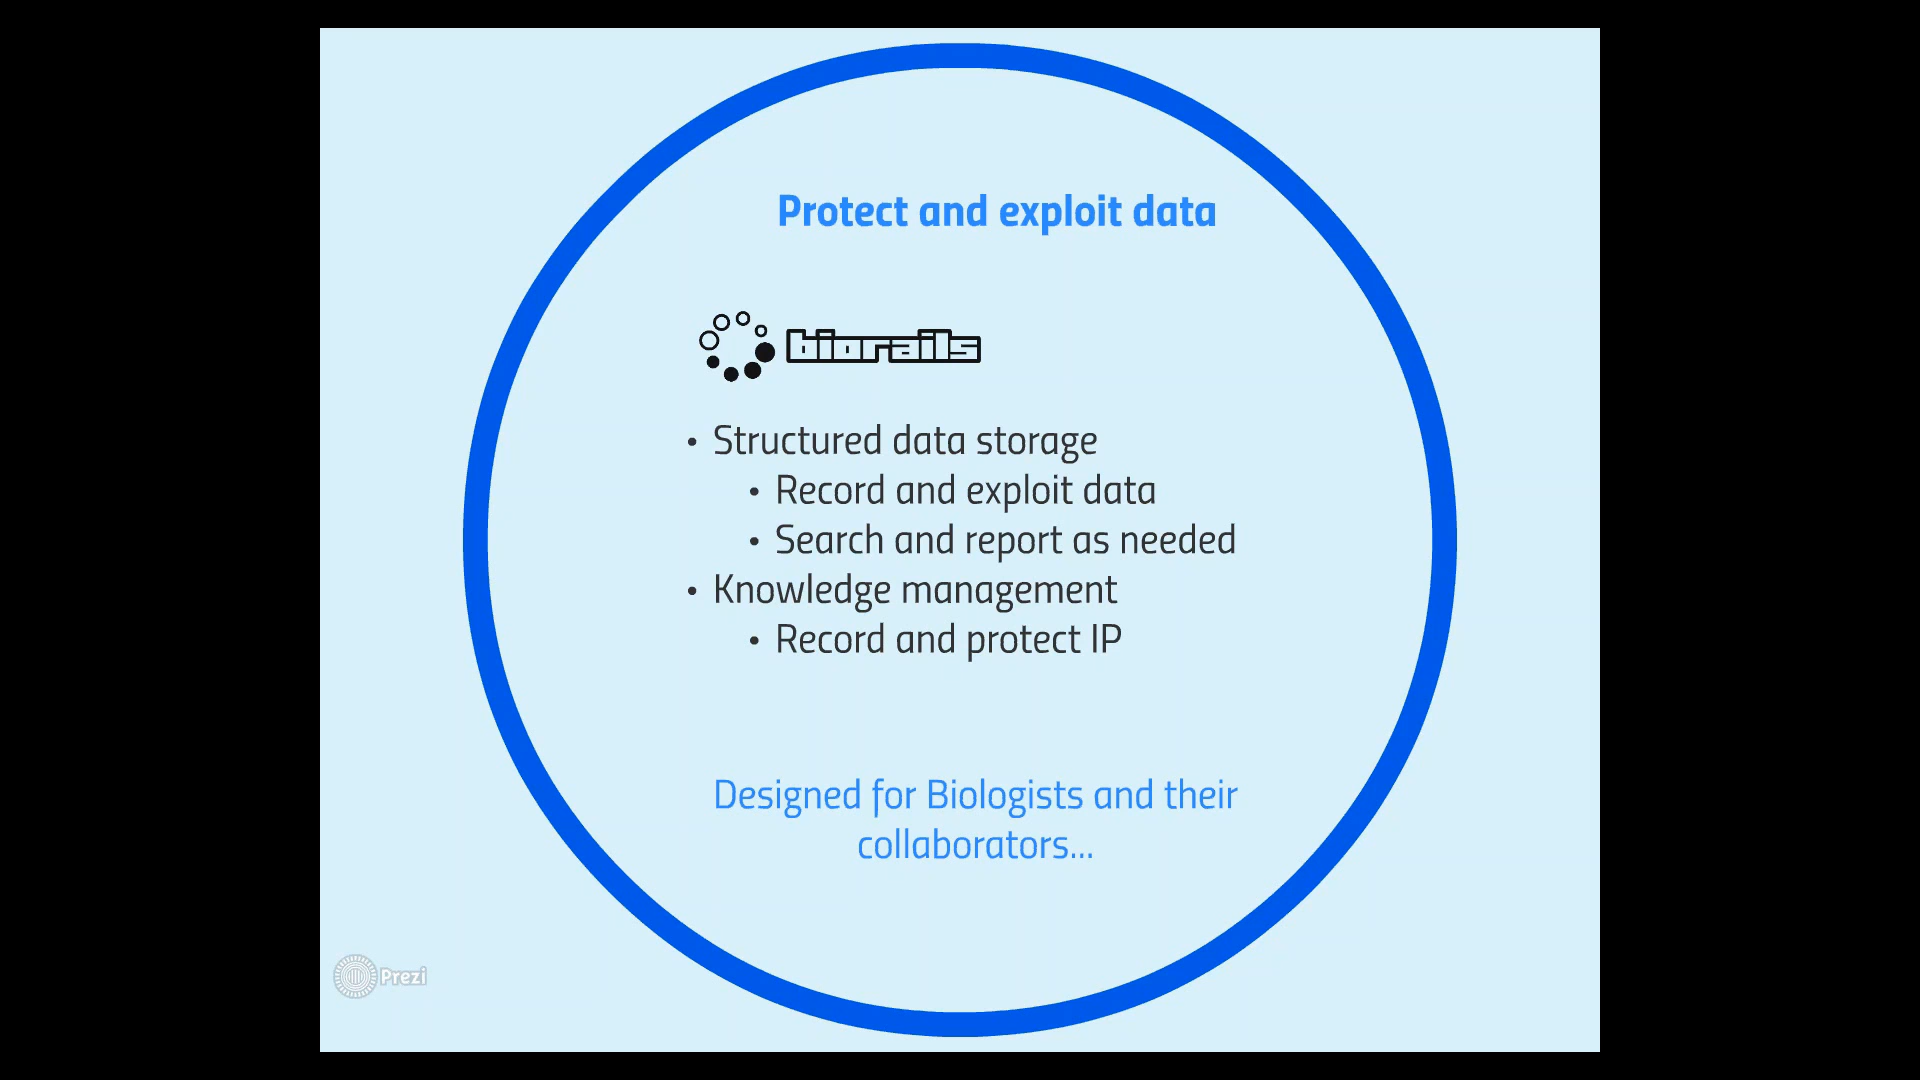 Protect and exploit data
biorails
• Structured data storage
• Record and exploit data
• Search and report as needed
• Knowledge management
• Record and protect IP
Designed for Biologists and their
collaborators...
Prezi